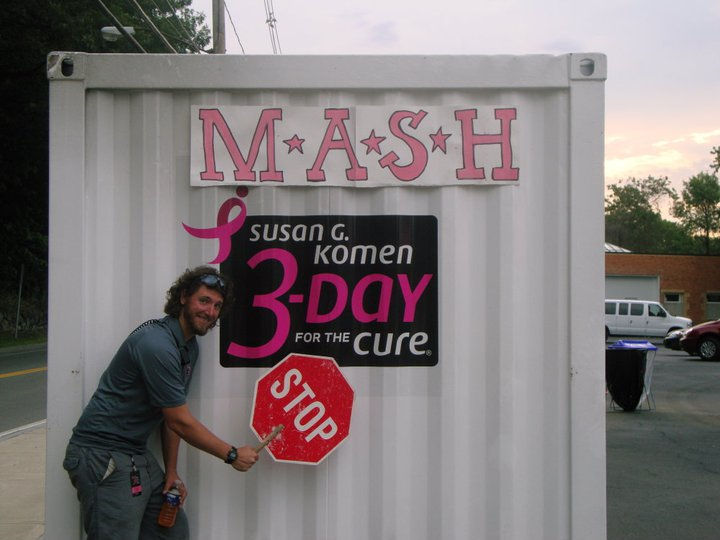 M★A★S★H
SUSAN G.
KOMEN
3-DAY
FOR THE CURE®
STOP